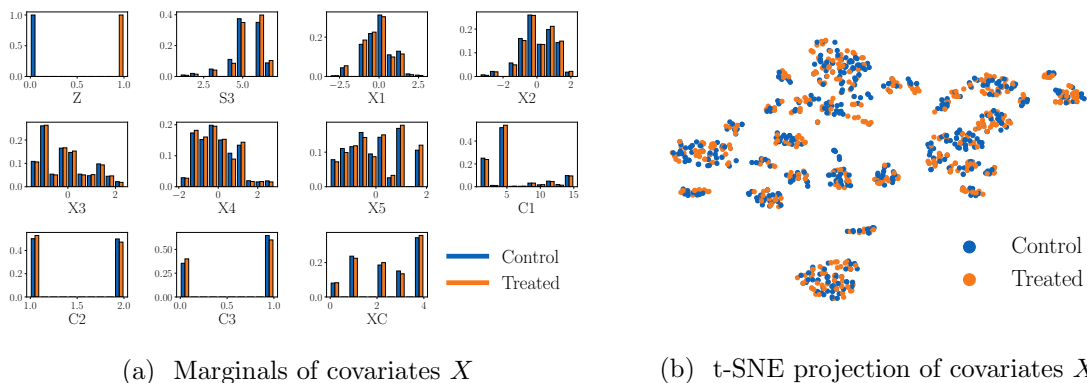 1.0
0.5
0.0
0.0 0.5 1.0
Z
0.4
0.2
0.0
2.5 5.0
S3
0.2
0.0
−2.5 0.0 2.5
X1
0.2
0.0
−2 0 2
X2
0.2
0.1
0.0
0 2
X3
0.2
0.1
0.0
−2 0 2
X4
0.1
0.0
0 2
X5
0.50
0.25
0.0
5 10 15
C1
0.4
0.2
0.0
1.0 1.5 2.0
C2
0.50
0.25
0.00
0.0 0.5 1.0
C3
0.4
0.2
0.0
0 2 4
XC
Control
Treated
Control
Treated
(a) Marginals of covariates X
(b) t-SNE projection of covariates X